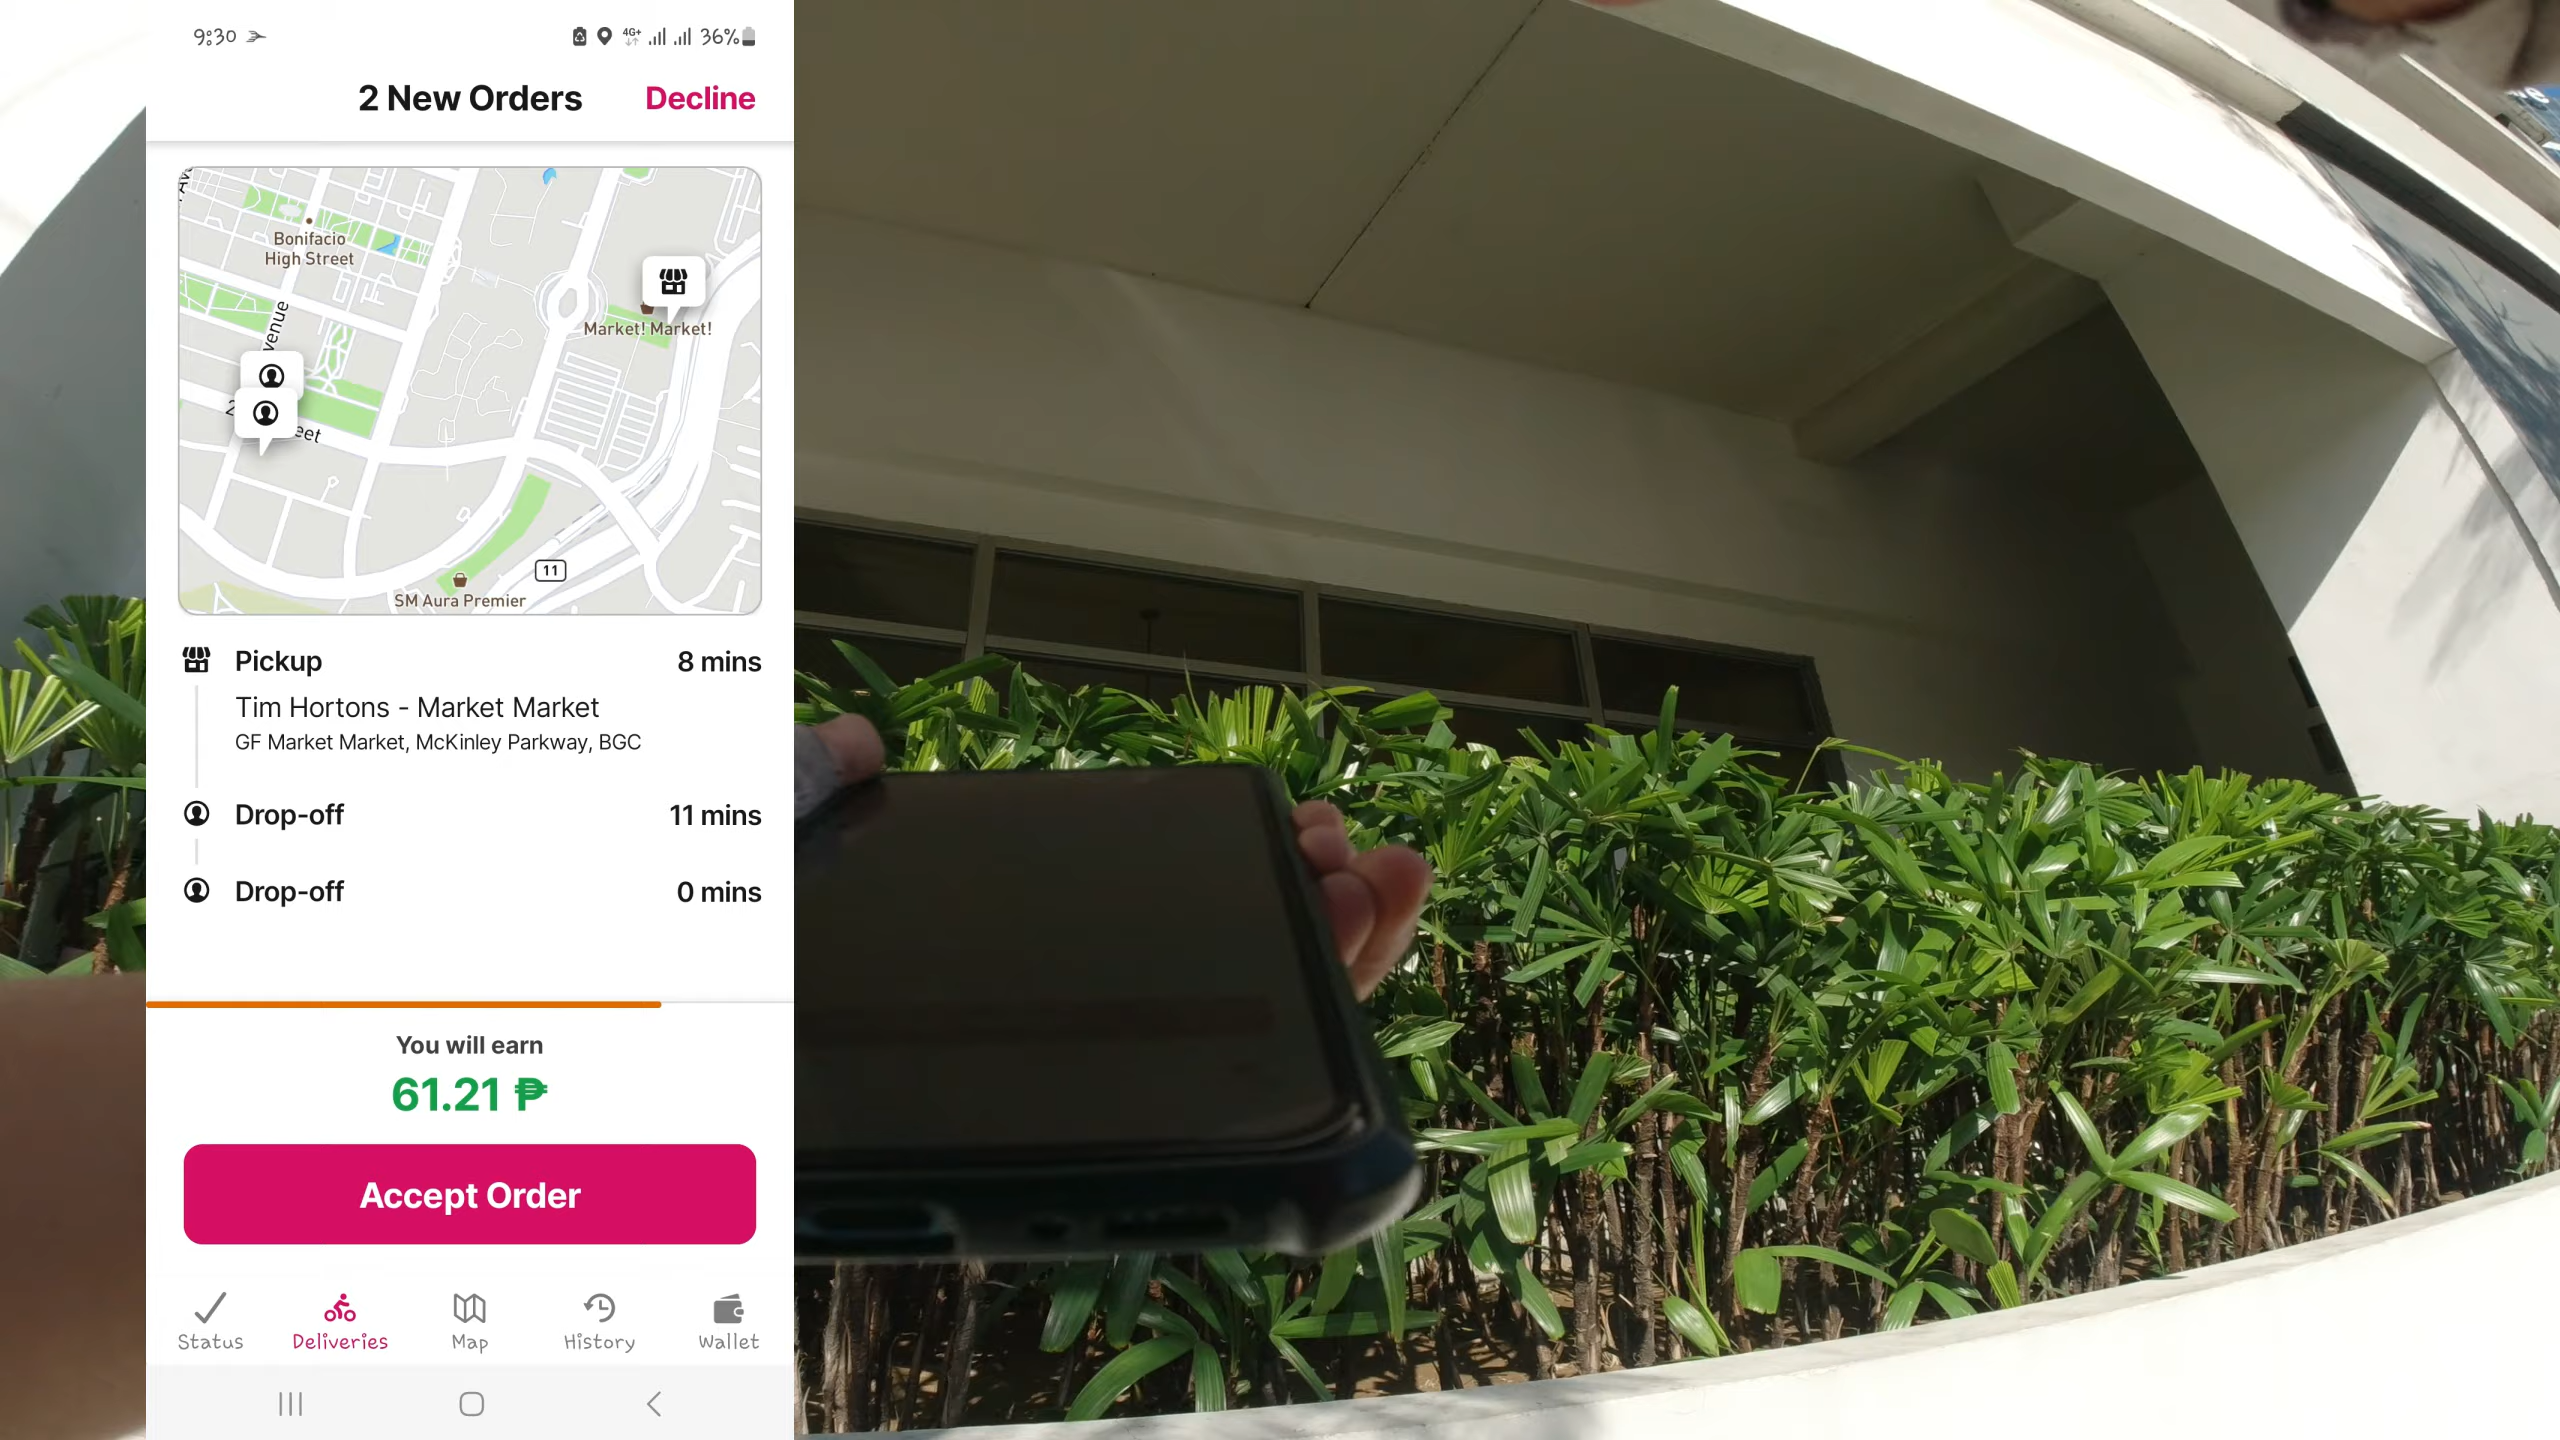 9:30
4G+
36%
2 New Orders
Decline
Bonifacio
High Street
venue
Market! Market!
eet
11
SM Aura Premier
Pickup
8 mins
Tim Hortons - Market Market
GF Market Market, McKinley Parkway, BGC
Drop-off
11 mins
Drop-off
0 mins
You will earn
61.21 ₱
Accept Order
Status
Deliveries
Map
History
Wallet